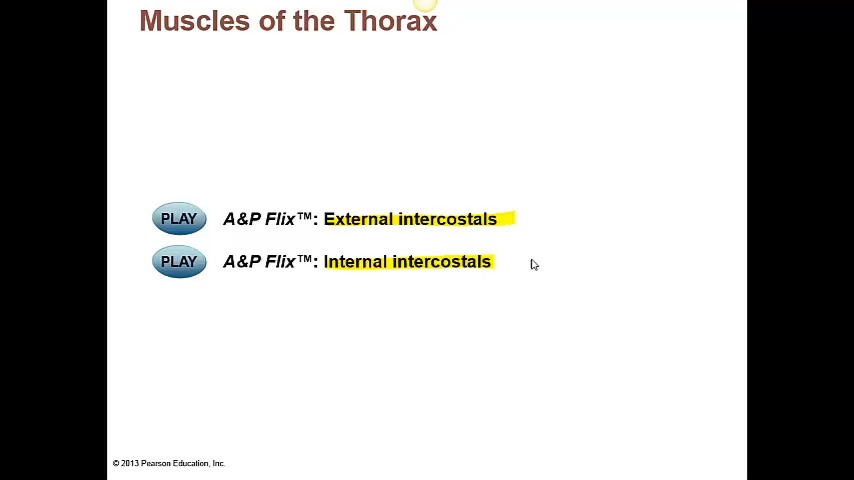 Muscles of the Thorax
PLAY A&P Flix™: External intercostals
PLAY A&P Flix™: Internal intercostals
© 2013 Pearson Education, Inc.